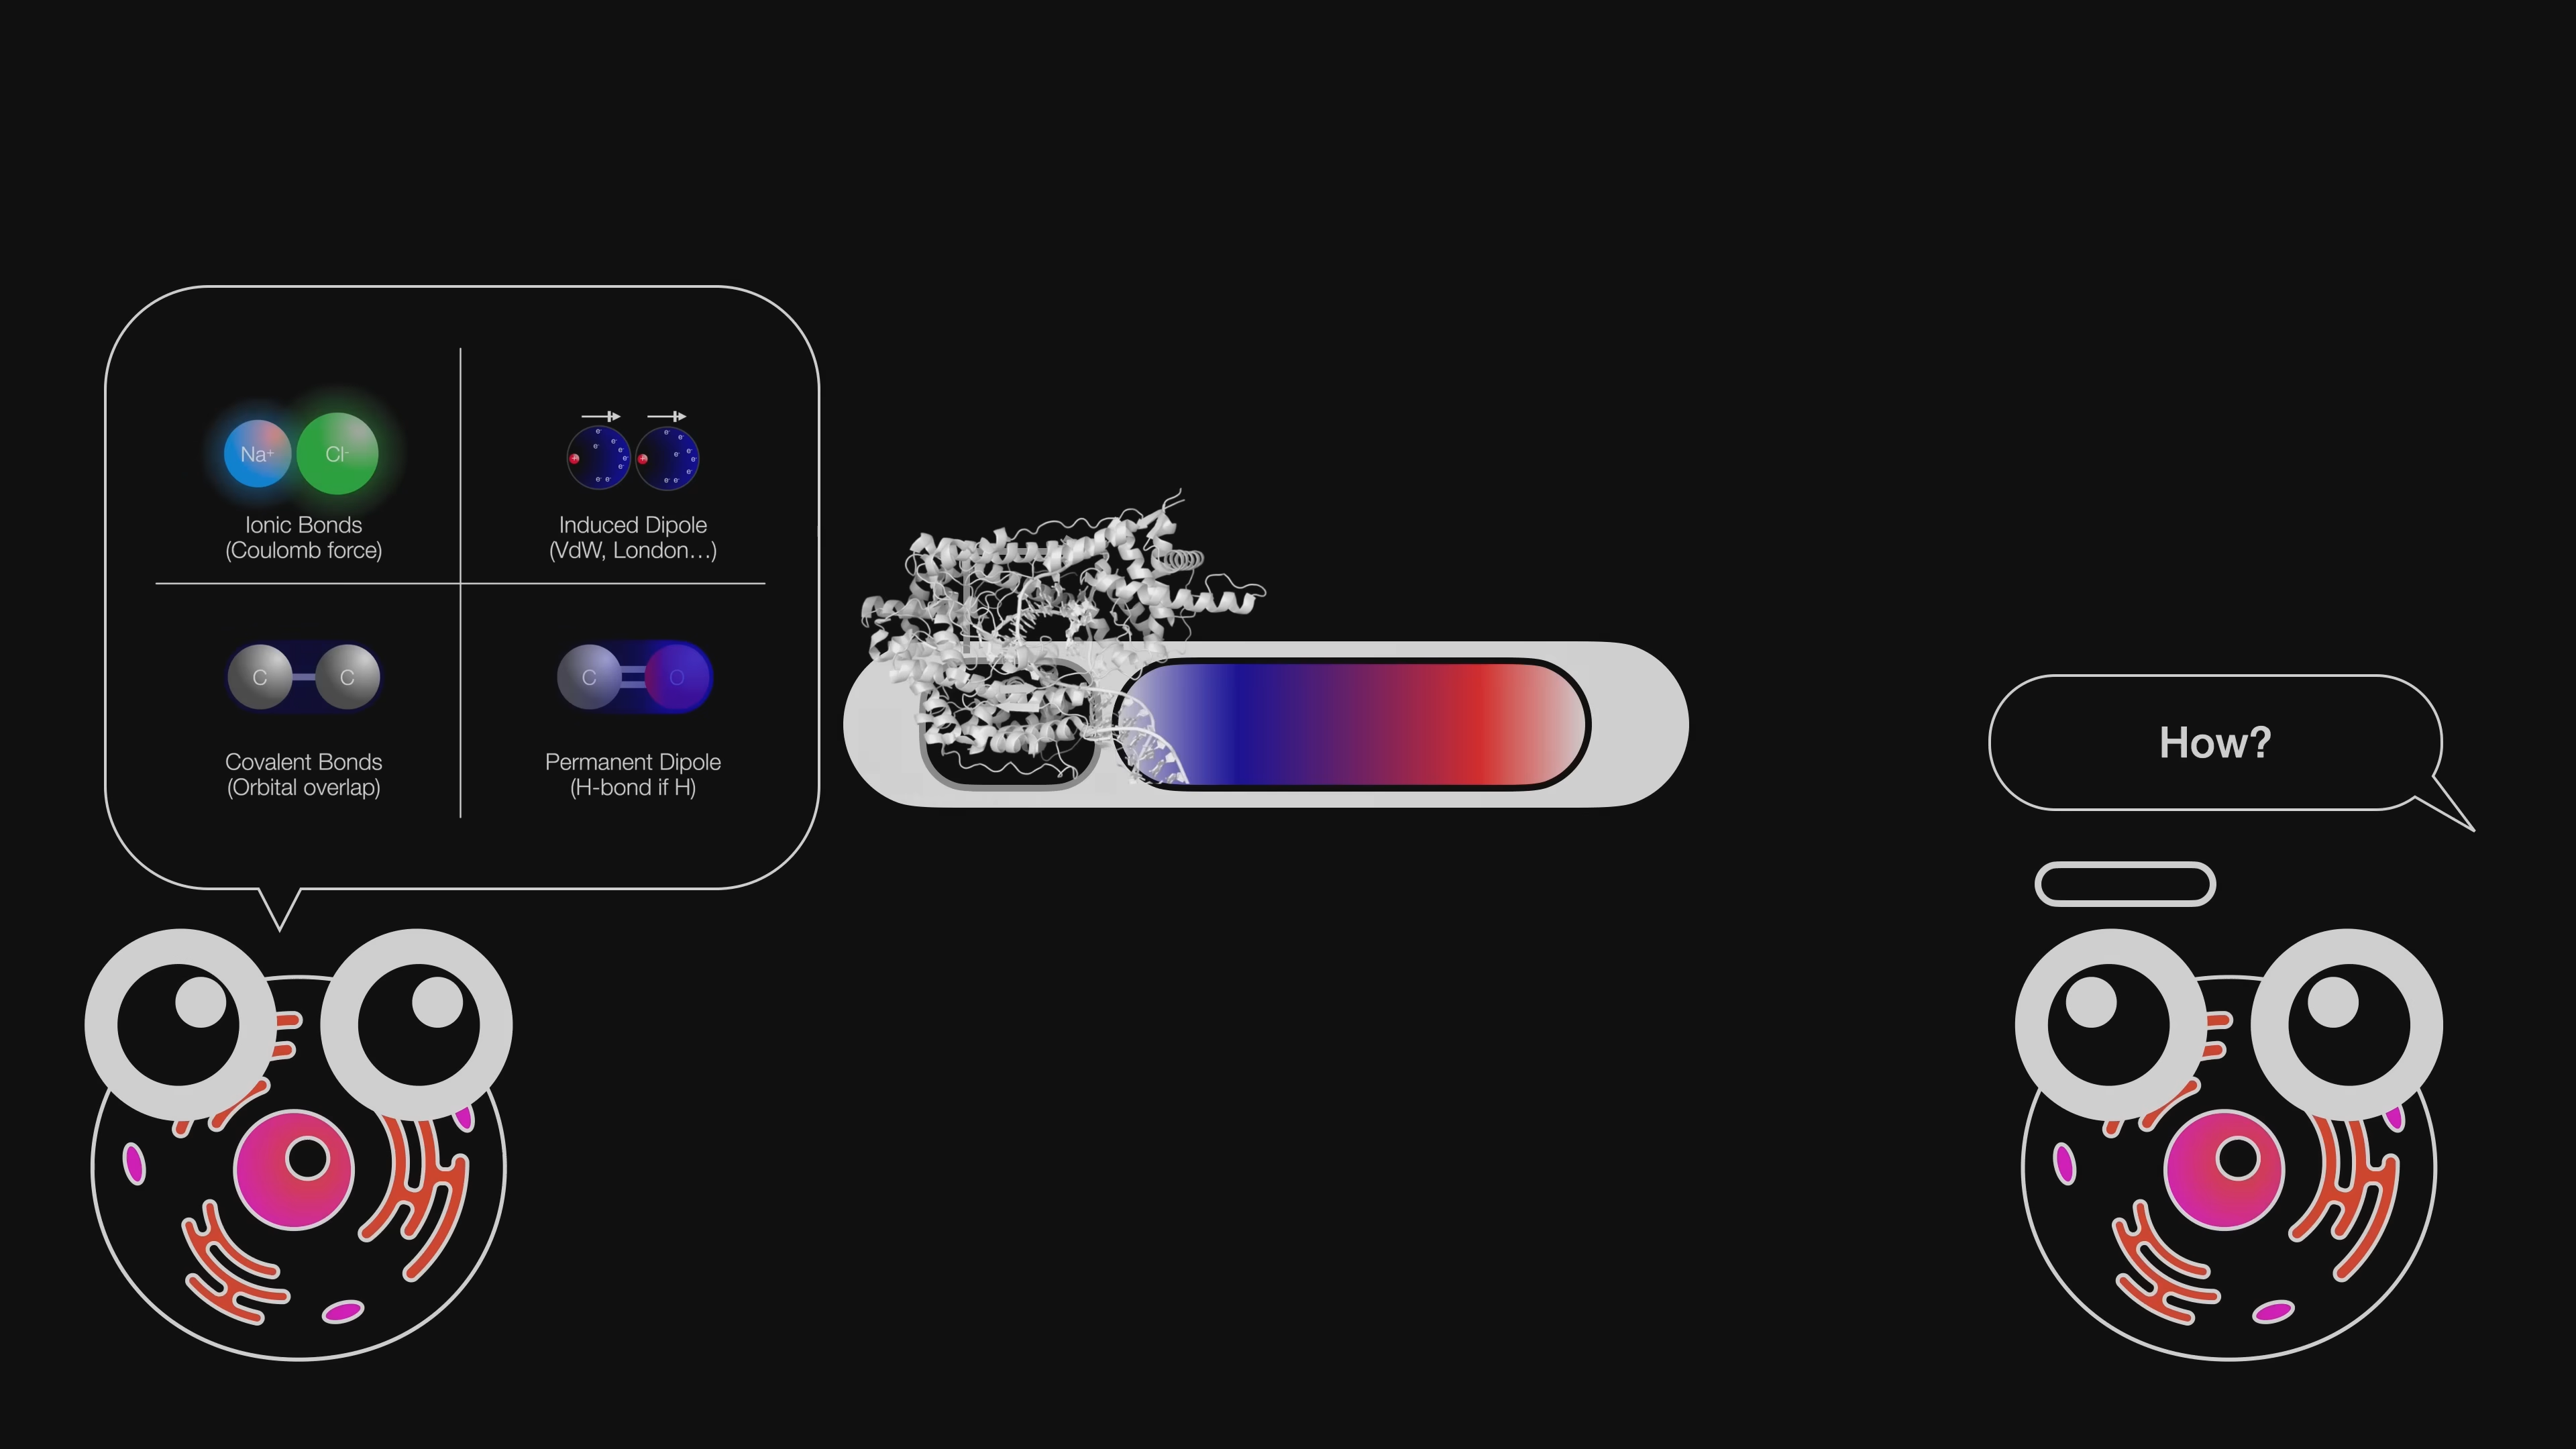 Na⁺ Cl⁻
Ionic Bonds
(Coulomb force)
e⁻ e⁻ e⁻ e⁻ e⁻ e⁻ e⁻ e⁻
+
e⁻ e⁻ e⁻ e⁻ e⁻ e⁻ e⁻ e⁻
+
Induced Dipole
(VdW, London…)
C C
Covalent Bonds
(Orbital overlap)
C O
Permanent Dipole
(H-bond if H)
How?